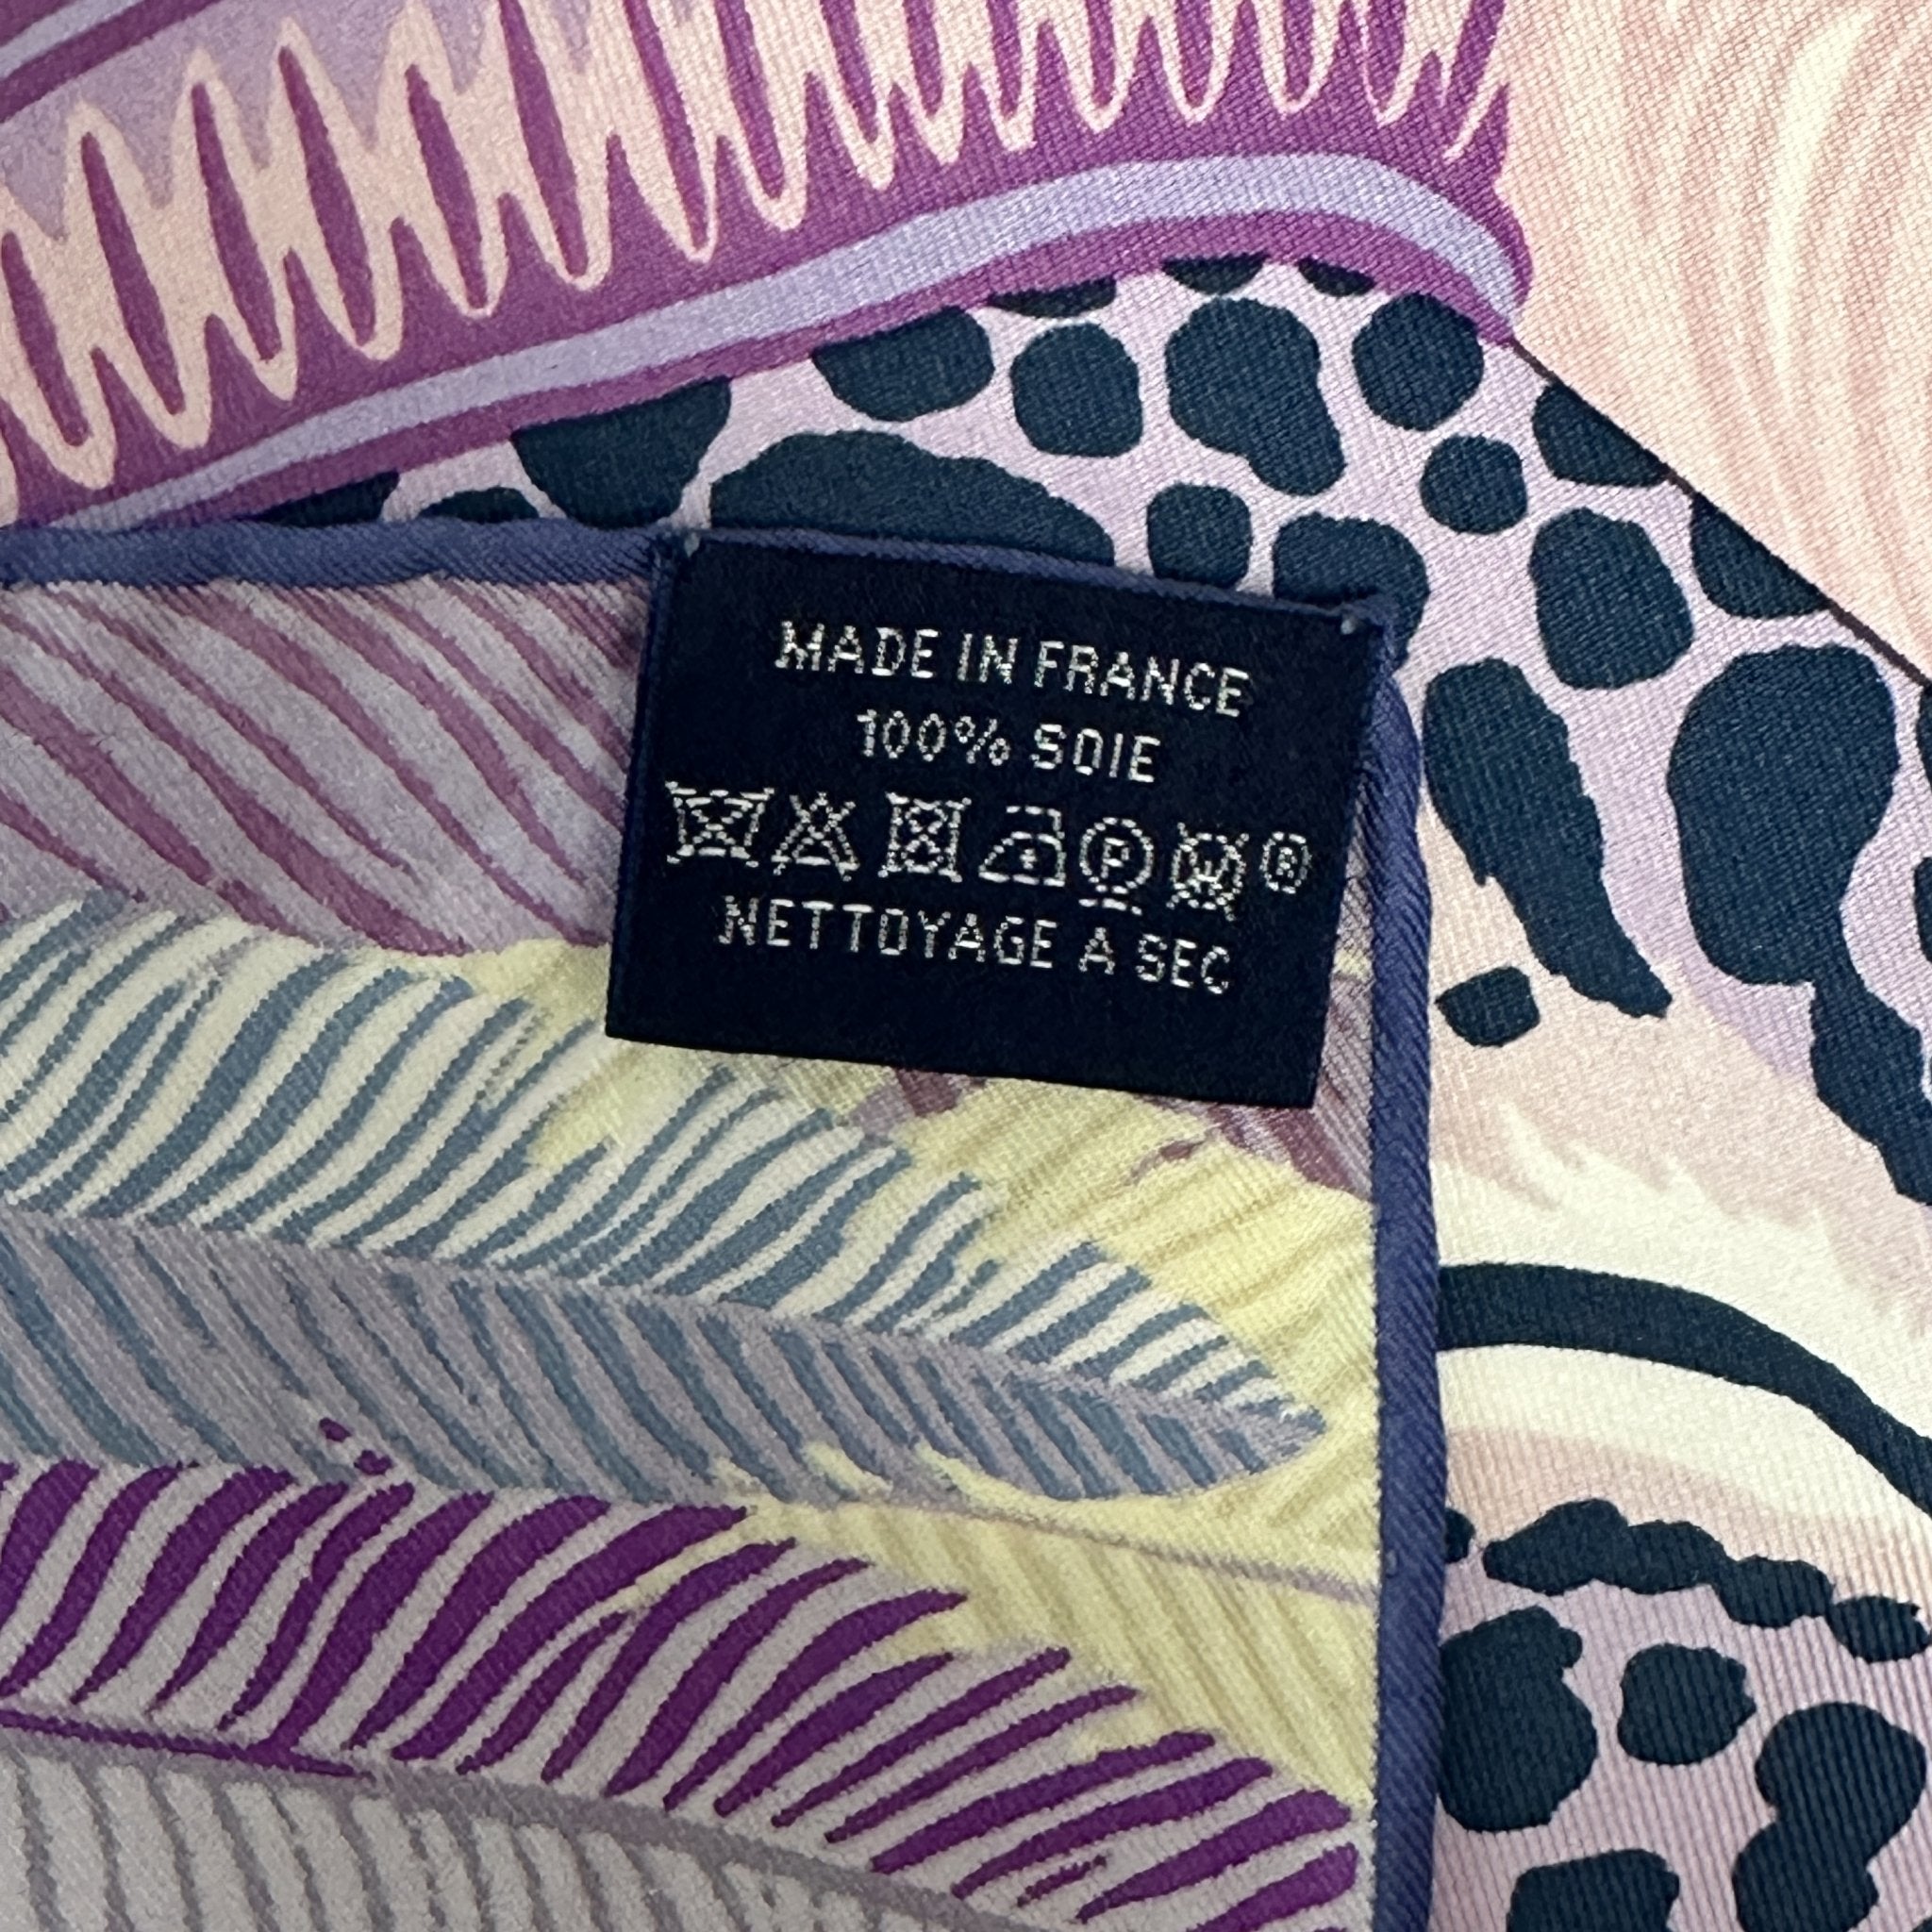 MADE IN FRANCE
100% SOIE
P W ®
NETTOYAGE A SEC